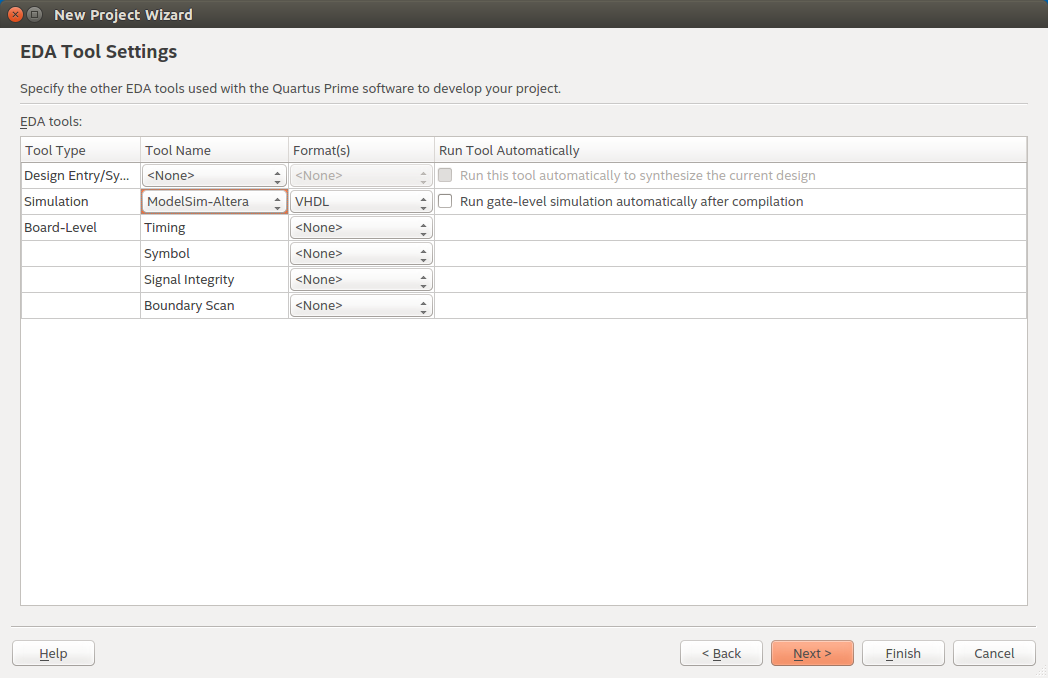 New Project Wizard
EDA Tool Settings
Specify the other EDA tools used with the Quartus Prime software to develop your project.
EDA tools:
Tool Type Tool Name Format(s) Run Tool Automatically
Design Entry/Sy... <None> <None> Run this tool automatically to synthesize the current design
Simulation ModelSim-Altera VHDL Run gate-level simulation automatically after compilation
Board-Level Timing <None>
Symbol <None>
Signal Integrity <None>
Boundary Scan <None>
Help < Back Next > Finish Cancel